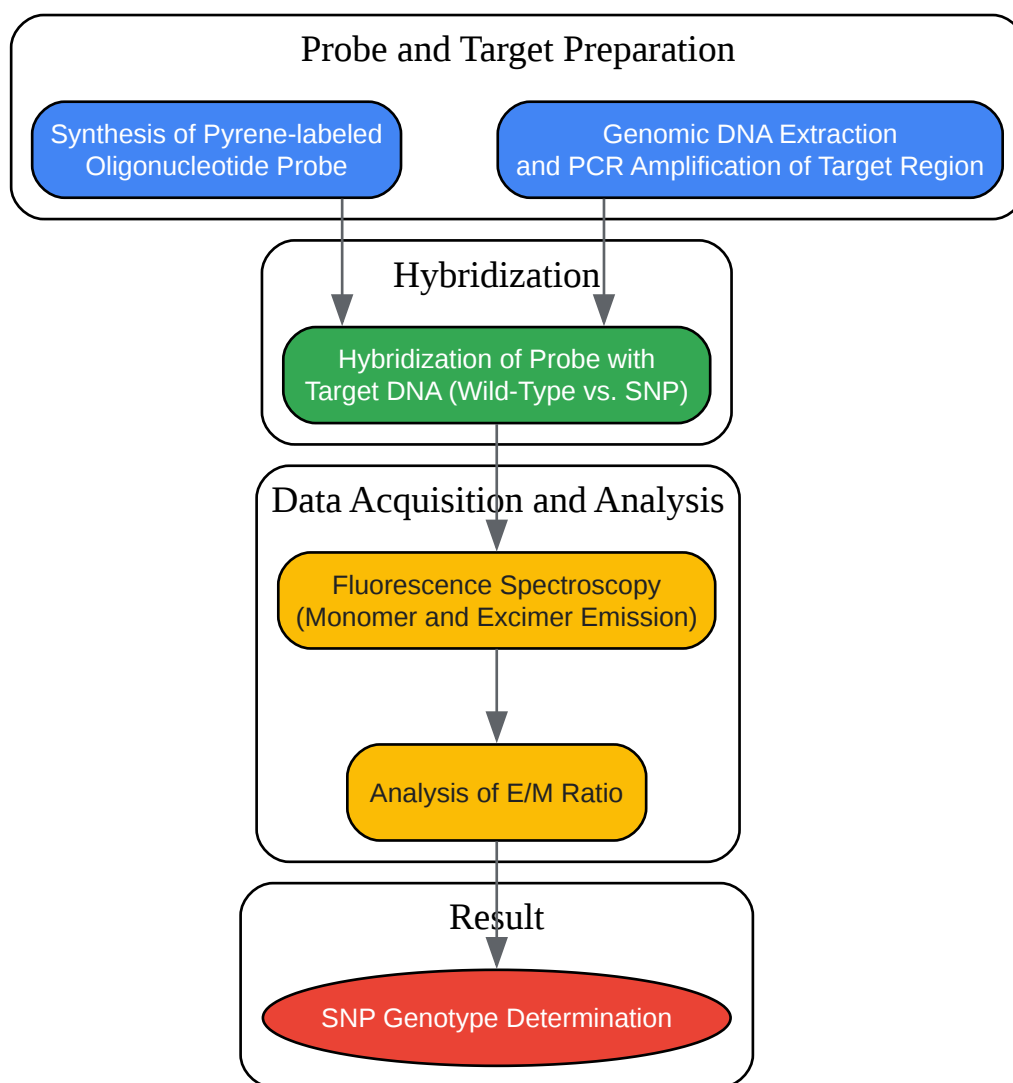 Probe and Target Preparation
Synthesis of Pyrene-labeled
Oligonucleotide Probe
Genomic DNA Extraction
and PCR Amplification of Target Region
Hybridization
Hybridization of Probe with
Target DNA (Wild-Type vs. SNP)
Data Acquisition and Analysis
Fluorescence Spectroscopy
(Monomer and Excimer Emission)
Analysis of E/M Ratio
Result
SNP Genotype Determination